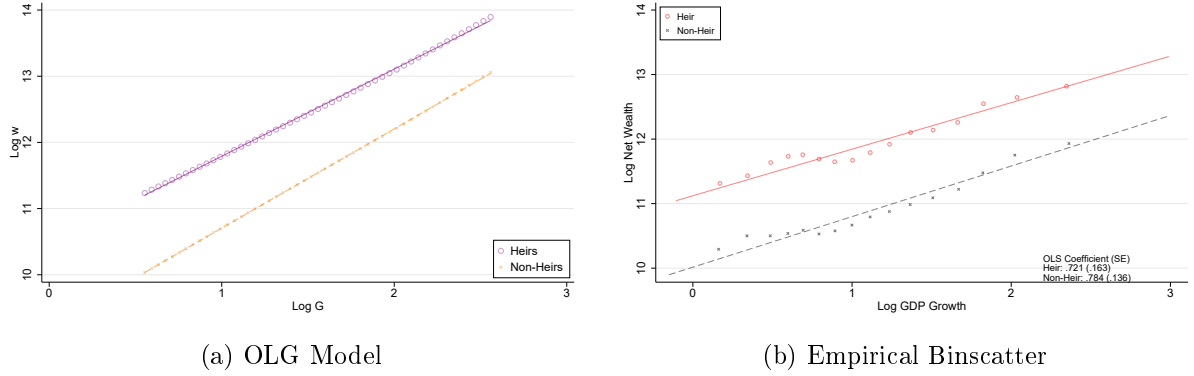 14
13
12
11
10
Log w
0
1
2
3
Log G
Heirs
Non-Heirs
(a) OLG Model
Heir
Non-Heir
14
13
12
11
10
Log Net Wealth
OLS Coefficient (SE)
Heir: .721 (.163)
Non-Heir: .784 (.136)
0
1
2
3
Log GDP Growth
(b) Empirical Binscatter